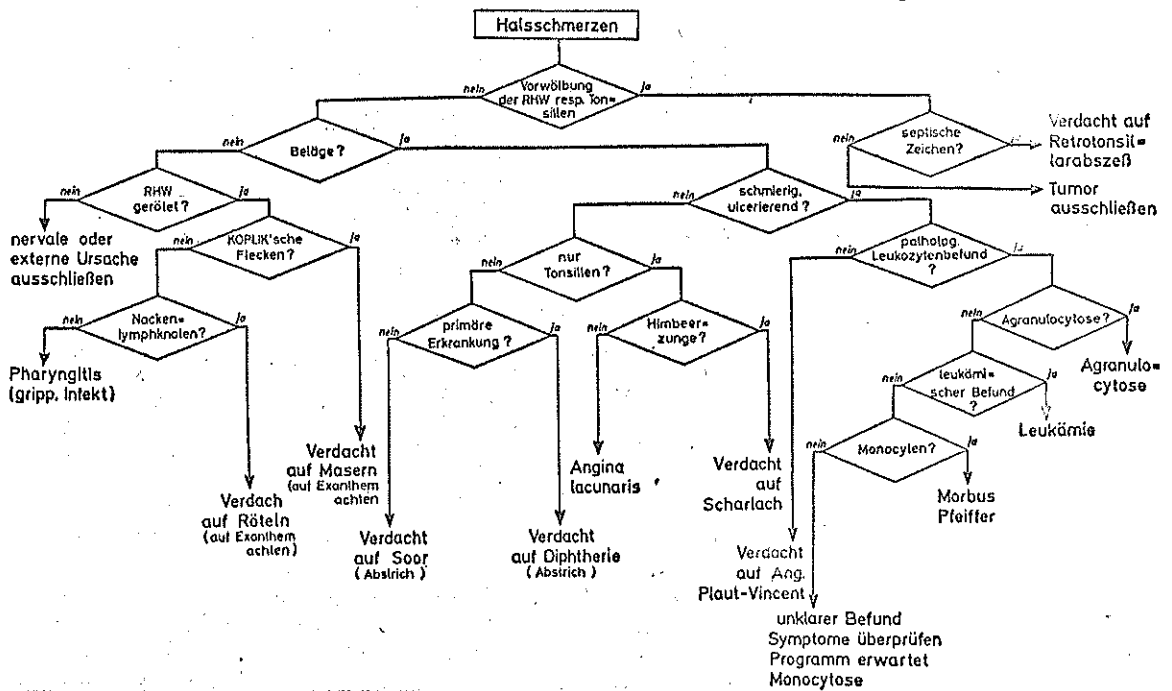 Halsschmerzen
nein
Vorwölbung
der RHW resp. Ton=
sillen
ja
nein
Beläge?
ja
nein
septische
Zeichen?
ja
Verdacht auf
Retrotonsil=
larabszeß
Tumor
ausschließen
nein
RHW
gerötet?
ja
nervale oder
externe Ursache
ausschließen
nein
schmierig,
ulcerierend?
ja
nein
KOPLIK'sche
Flecken?
ja
nein
nur
Tonsillen?
ja
nein
patholog.
Leukozytenbefund
?
ja
nein
Nacken=
lymphknoten?
ja
nein
primäre
Erkrankung?
ja
nein
Himbeer=
zunge?
ja
nein
Agranulocytose?
ja
Pharyngitis
(gripp. Infekt)
nein
leukämi=
scher Befund
?
ja
Agranulo=
cytose
Leukämie
nein
Monocyten?
ja
Verdacht
auf Masern
(auf Exanthem
achten
Angina
lacunaris
Verdacht
auf
Scharlach
Morbus
Pfeiffer
Verdach
auf Röteln
(auf Exanthem
achten)
Verdacht
auf Soor
(Abstrich)
Verdacht
auf Diphtherie
(Abstrich)
Verdacht
auf Ang.
Plaut-Vincent
unklarer Befund
Symptome überprüfen
Programm erwartet
Monocytose